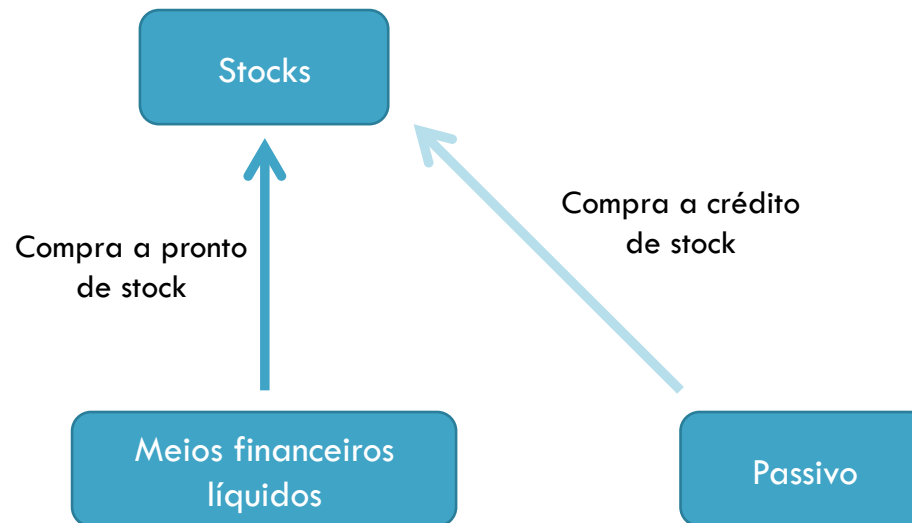 Stocks
Compra a pronto
de stock
Compra a crédito
de stock
Meios financeiros
líquidos
Passivo